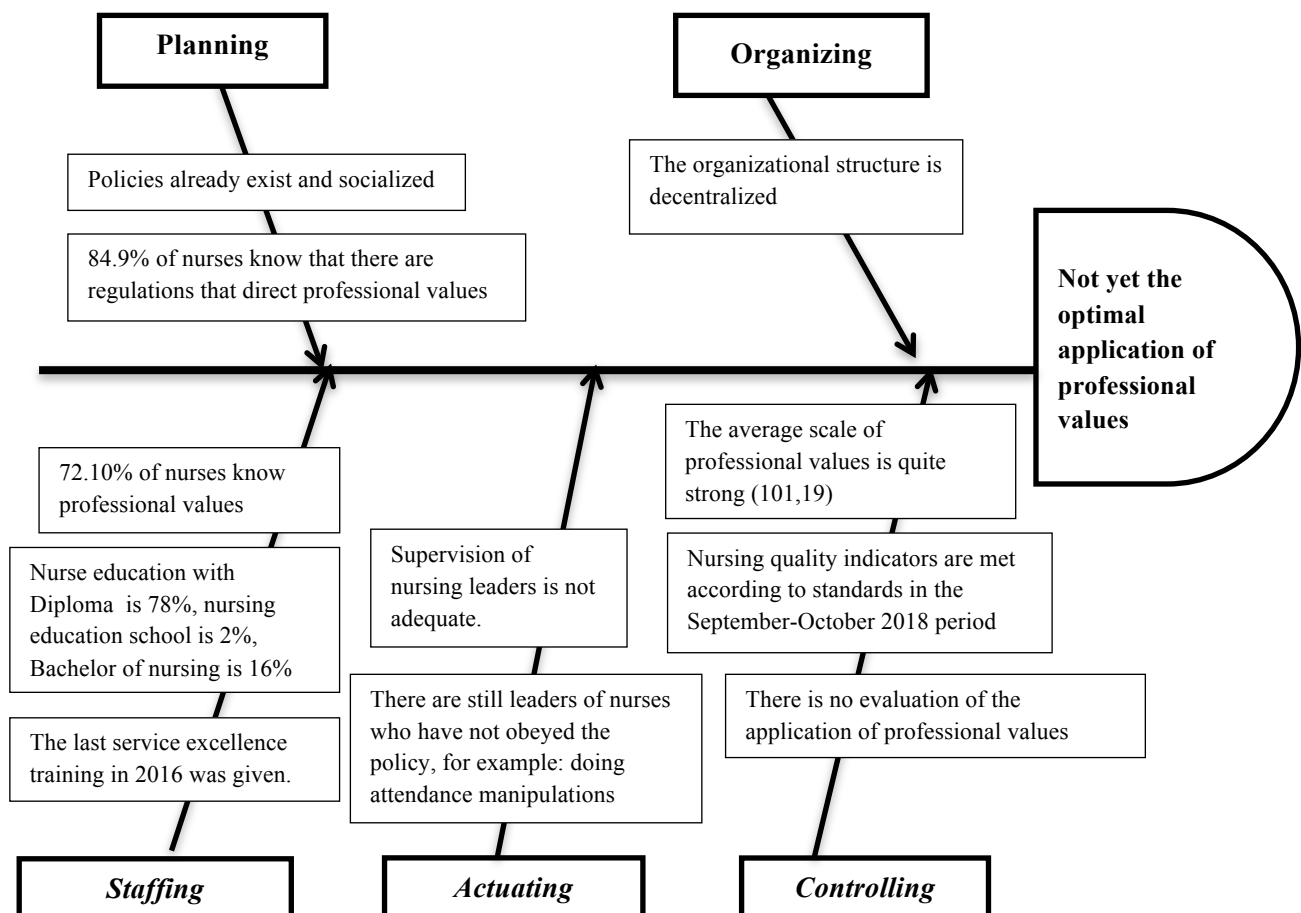 Planning
Organizing
Policies already exist and socialized
The organizational structure is
decentralized
84.9% of nurses know that there are
regulations that direct professional values
Not yet the
optimal
application of
professional
values
72.10% of nurses know
professional values
Nurse education with
Diploma is 78%, nursing
education school is 2%,
Bachelor of nursing is 16%
The last service excellence
training in 2016 was given.
Supervision of
nursing leaders is not
adequate.
There are still leaders of nurses
who have not obeyed the
policy, for example: doing
attendance manipulations
The average scale of
professional values is quite
strong (101,19)
Nursing quality indicators are met
according to standards in the
September-October 2018 period
There is no evaluation of the
application of professional values
Staffing
Actuating
Controlling